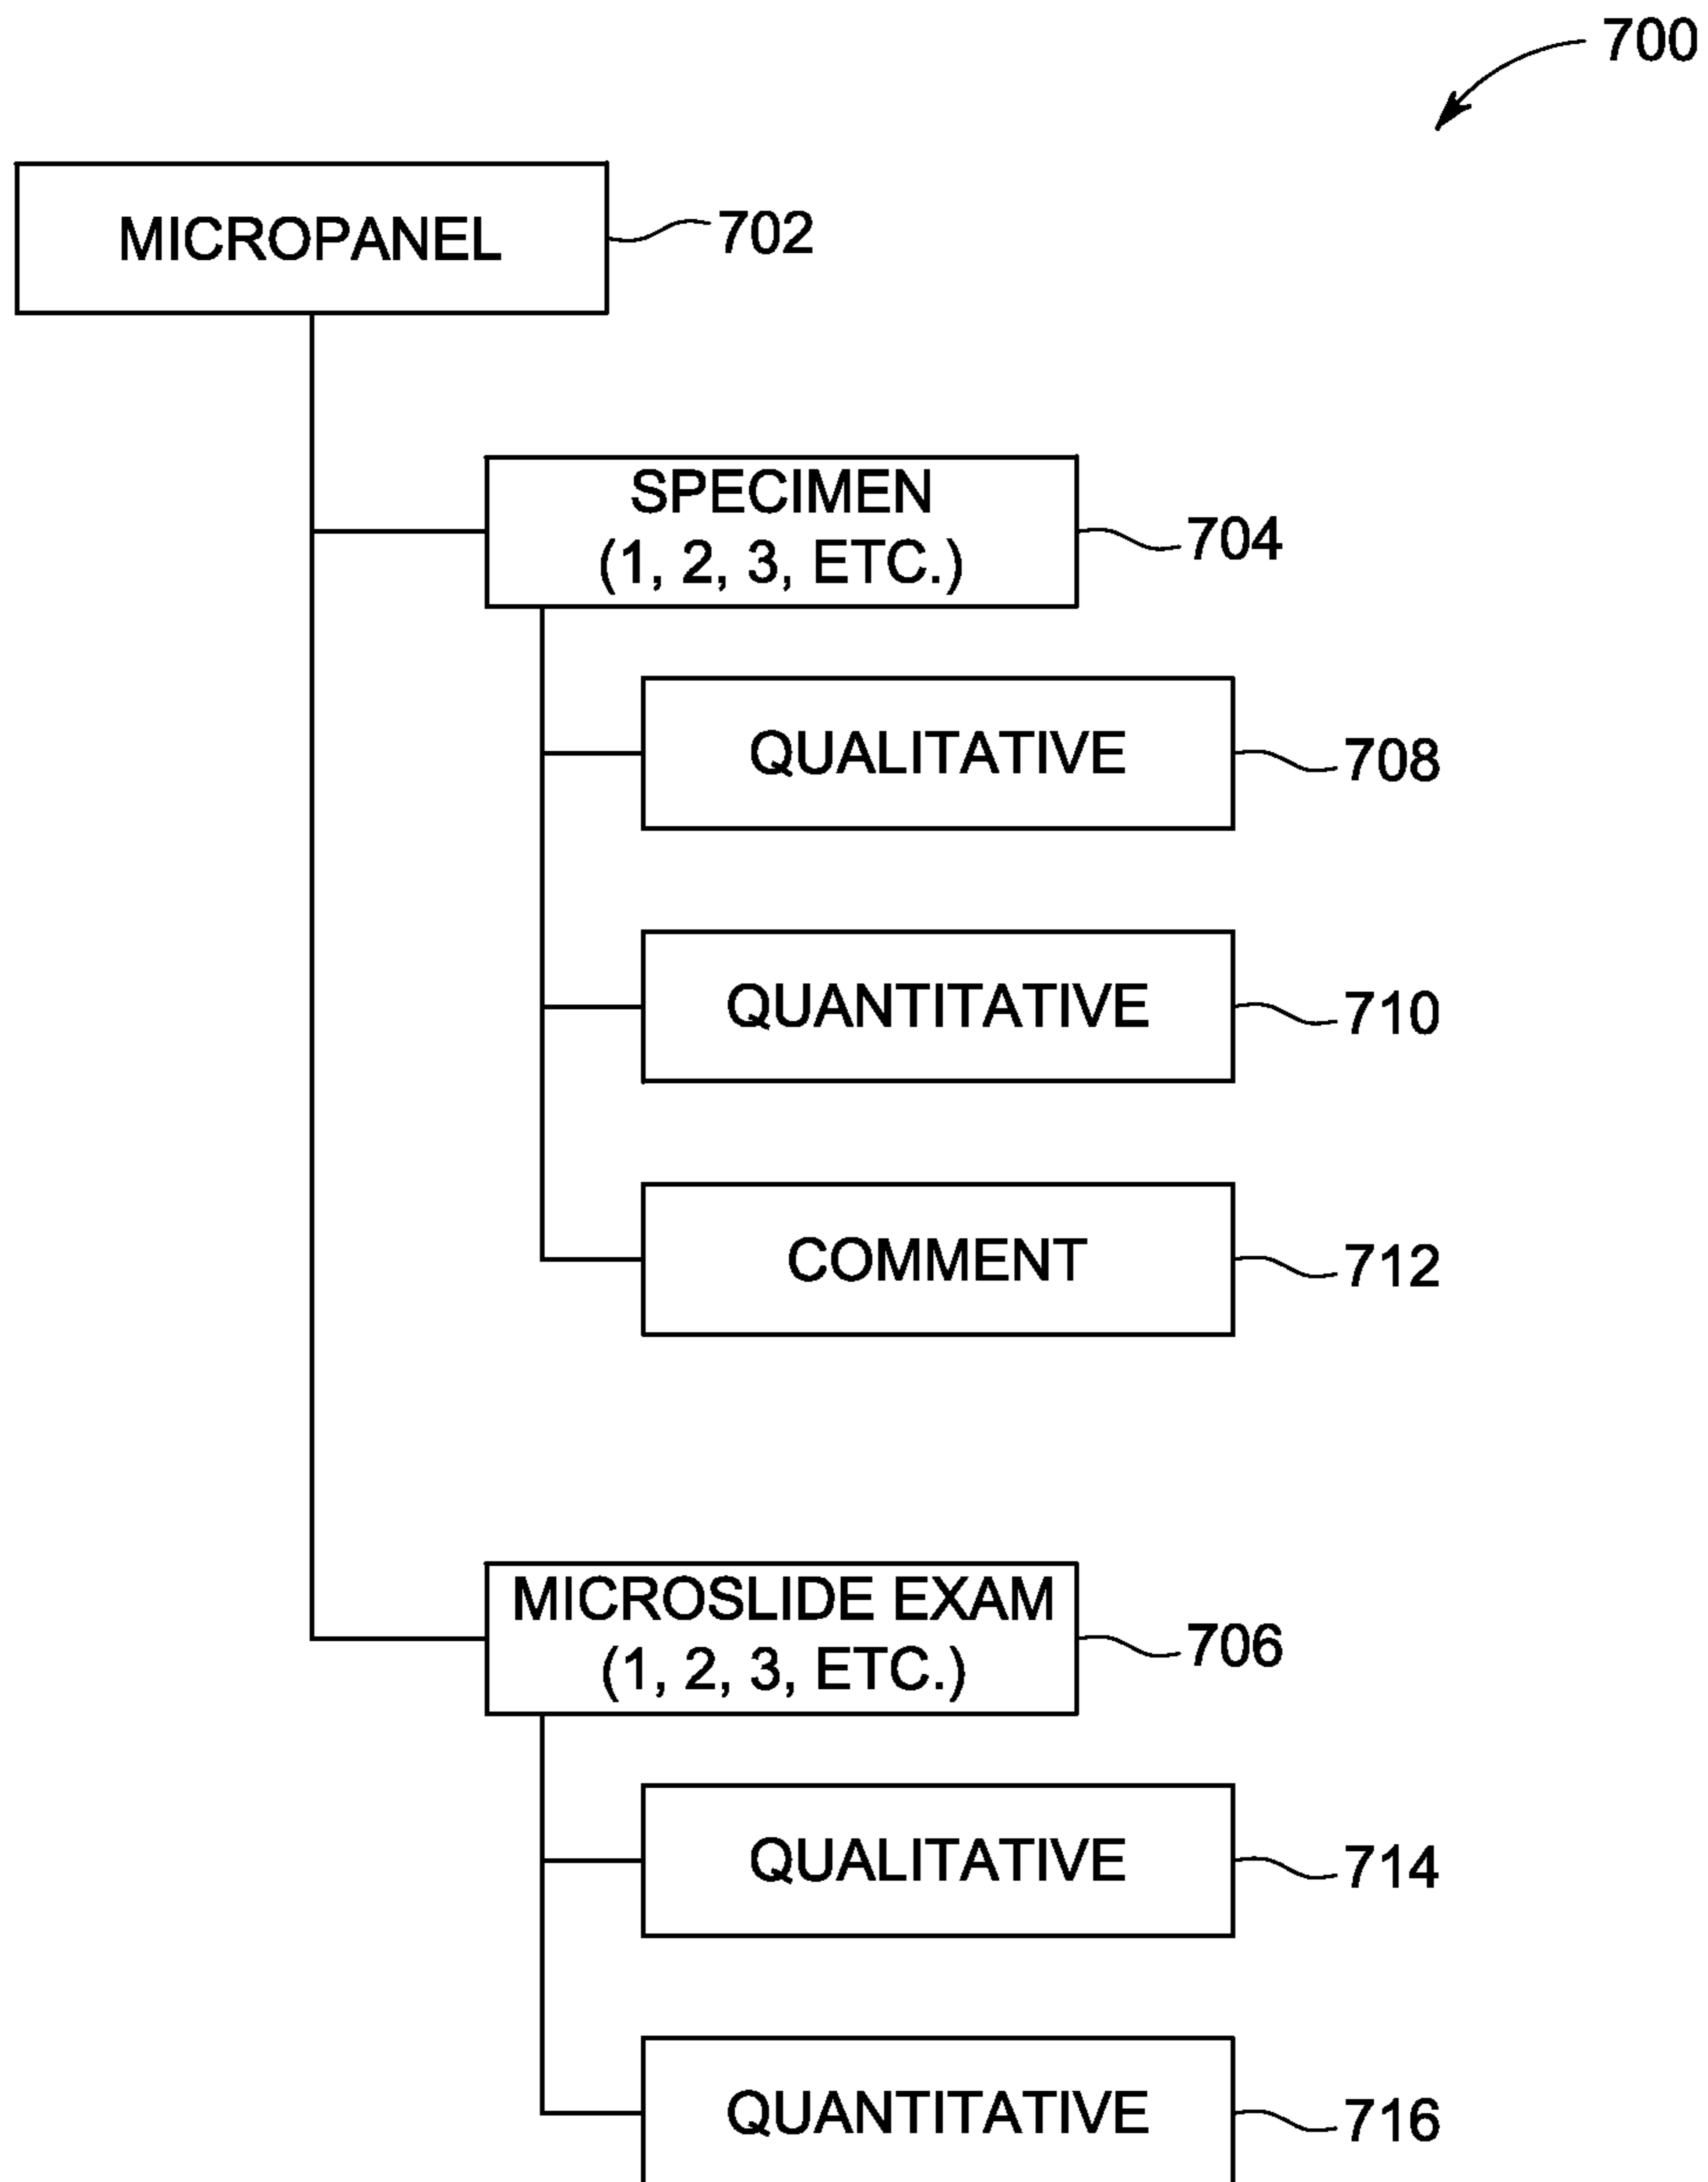 700
MICROPANEL
702
SPECIMEN
(1, 2, 3, ETC.)
704
QUALITATIVE
708
QUANTITATIVE
710
COMMENT
712
MICROSLIDE EXAM
(1, 2, 3, ETC.)
706
QUALITATIVE
714
QUANTITATIVE
716